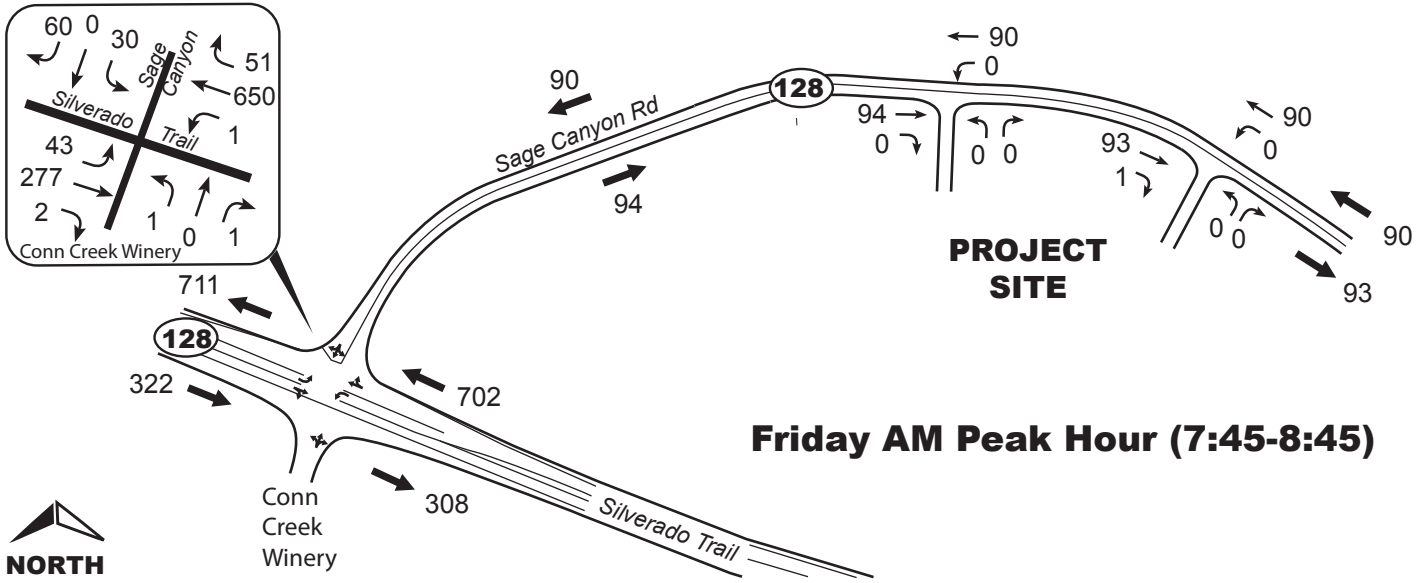 60 0
30
Sage
Canyon
51
650
1
Silverado
Trail
43
277
2
1
0
1
Conn Creek Winery
711
128
322
702
308
Conn
Creek
Winery
NORTH
90
Sage Canyon Rd
94
128
90
0
94
0
0 0
90
0
93
1
0 0
90
93
PROJECT
SITE
Friday AM Peak Hour (7:45-8:45)
Silverado Trail